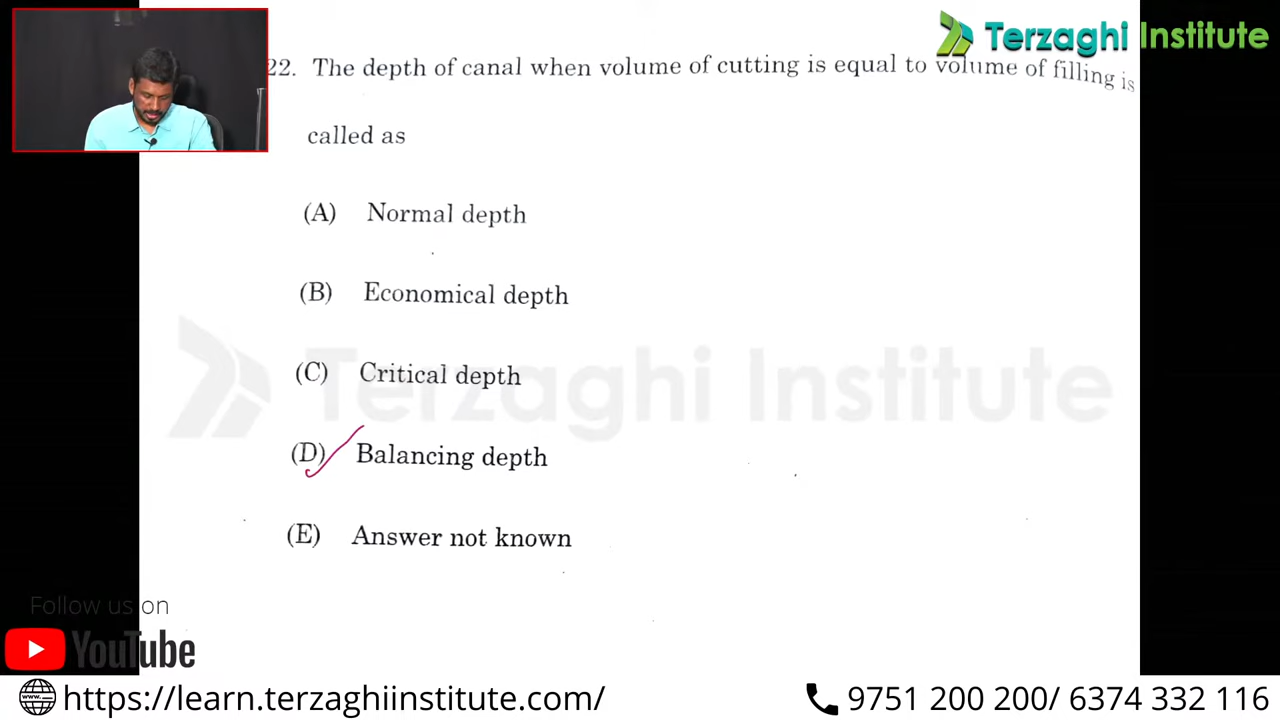 Terzaghi Institute
22. The depth of canal when volume of cutting is equal to volume of filling is
called as
(A) Normal depth
(B) Economical depth
(C) Critical depth
(D) Balancing depth
(E) Answer not known
Terzaghi Institute
Follow us on
YouTube
https://learn.terzaghiinstitute.com/
9751 200 200/ 6374 332 116